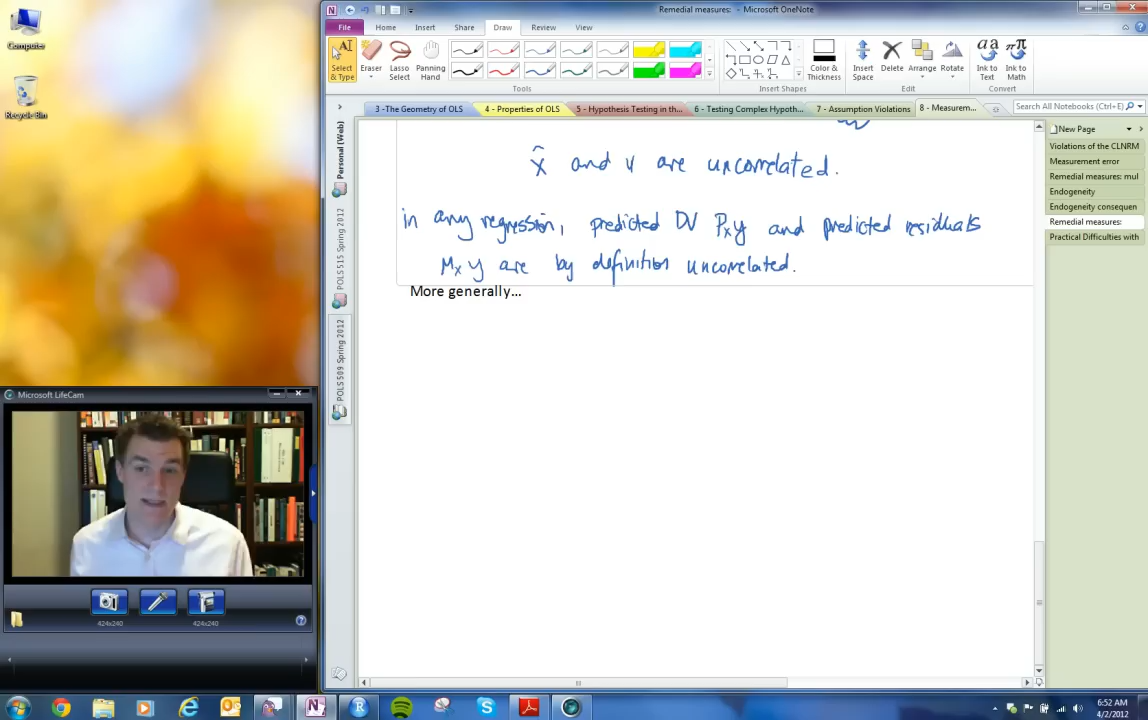 Remedial measures: - Microsoft OneNote
Computer
Recycle Bin
File Home Insert Share Draw Review View
Select & Type
Eraser
Lasso Select
Panning Hand
Color & Thickness
Insert Space
Delete
Arrange
Rotate
Ink to Text
Ink to Math
Tools
Insert Shapes
Edit
Convert
3 -The Geometry of OLS
4 - Properties of OLS
5 - Hypothesis Testing in th...
6 - Testing Complex Hypoth...
7 - Assumption Violations
8 - Measurem...
Search All Notebooks (Ctrl+E)
Personal (Web)
POLS 515 Spring 2012
POLS 509 Spring 2012
x̂ and v are uncorrelated.
in any regression, predicted DV Pxy and predicted residuals
Mx y are by definition uncorrelated.
More generally...
New Page
Violations of the CLNRM
Measurement error
Remedial measures: mul
Endogeneity
Endogeneity consequen
Remedial measures:
Practical Difficulties with
Microsoft LifeCam
424x240
424x240
6:52 AM
4/2/2012